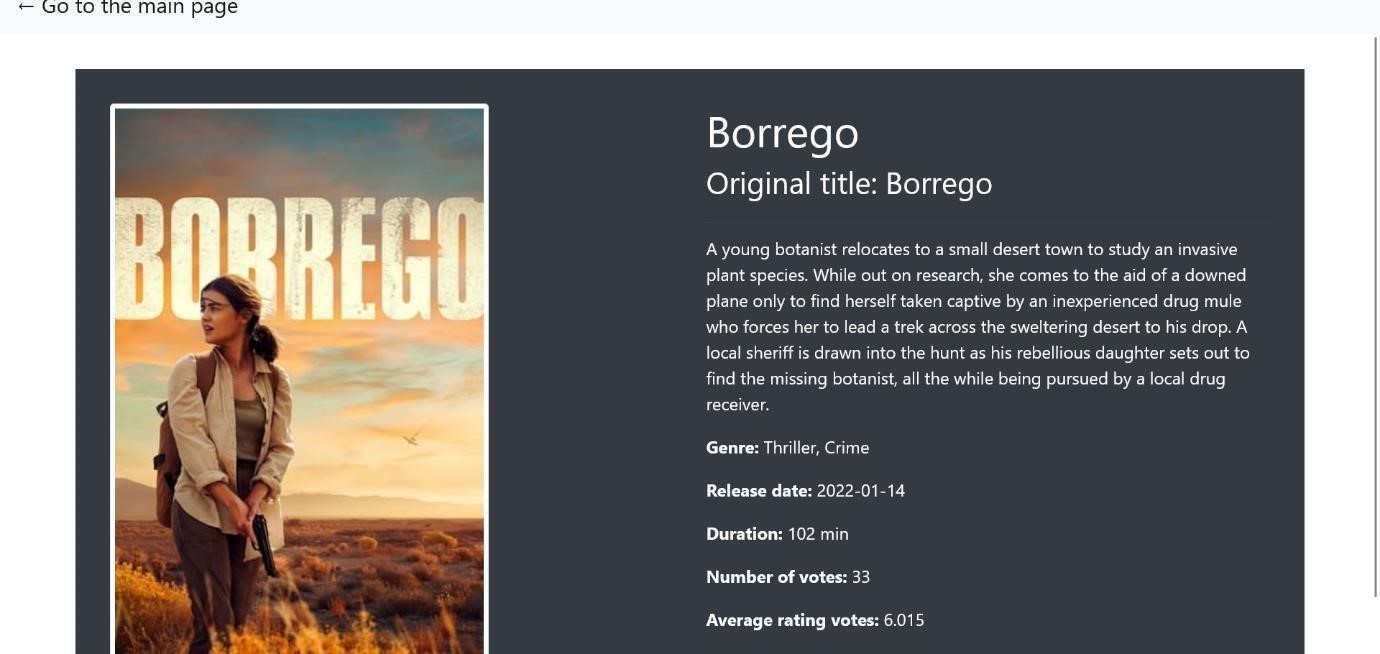 ← Go to the main page
BORREGO
Borrego
Original title: Borrego
A young botanist relocates to a small desert town to study an invasive
plant species. While out on research, she comes to the aid of a downed
plane only to find herself taken captive by an inexperienced drug mule
who forces her to lead a trek across the sweltering desert to his drop. A
local sheriff is drawn into the hunt as his rebellious daughter sets out to
find the missing botanist, all the while being pursued by a local drug
receiver.
Genre: Thriller, Crime
Release date: 2022-01-14
Duration: 102 min
Number of votes: 33
Average rating votes: 6.015